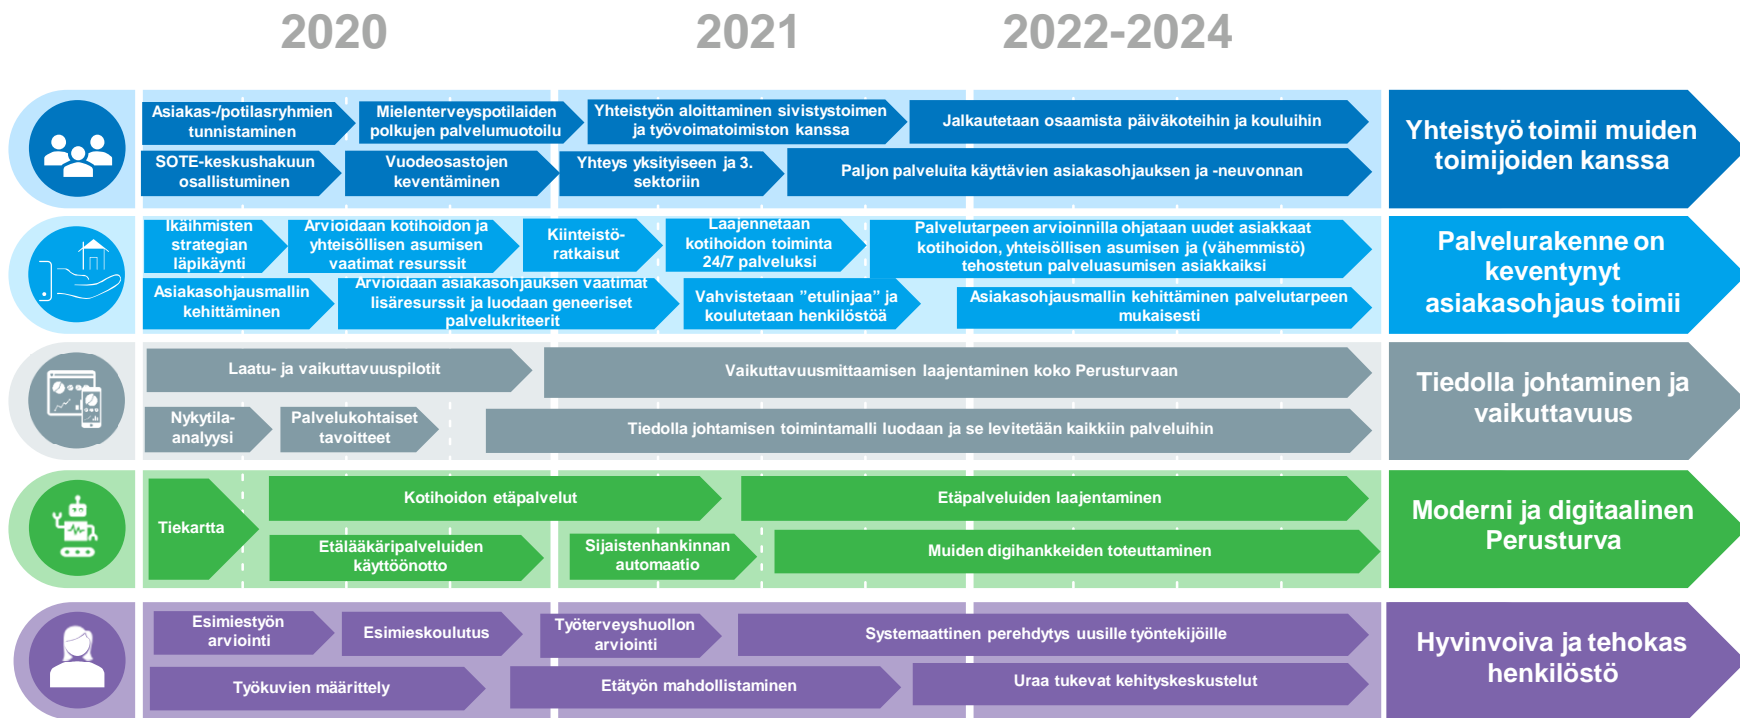 2020
2021
2022-2024
Asiakas-/potilasryhmien
tunnistaminen
Mielenterveyspotilaiden
polkujen palvelumuotoilu
Yhteistyön aloittaminen sivistystoimen
ja työvoimatoimiston kanssa
Jalkautetaan osaamista päiväkoteihin ja kouluihin
SOTE-keskushakuun
osallistuminen
Vuodeosastojen
keventäminen
Yhteys yksityiseen ja 3.
sektoriin
Paljon palveluita käyttävien asiakasohjauksen ja -neuvonnan
Yhteistyö toimii muiden
toimijoiden kanssa
Ikäihmisten
strategian
läpikäynti
Arvioidaan kotihoidon ja
yhteisöllisen asumisen
vaatimat resurssit
Kiinteistö-
ratkaisut
Laajennetaan
kotihoidon toiminta
24/7 palveluksi
Palvelutarpeen arvioinnilla ohjataan uudet asiakkaat
kotihoidon, yhteisöllisen asumisen ja (vähemmistö)
tehostetun palveluasumisen asiakkaiksi
Asiakasohjausmallin
kehittäminen
Arvioidaan asiakasohjauksen vaatimat
lisäresurssit ja luodaan geneeriset
palvelukriteerit
Vahvistetaan ”etulinjaa” ja
koulutetaan henkilöstöä
Asiakasohjausmallin kehittäminen palvelutarpeen
mukaisesti
Palvelurakenne on
keventynyt
asiakasohjaus toimii
Laatu- ja vaikuttavuuspilotit
Vaikuttavuusmittaamisen laajentaminen koko Perusturvaan
Nykytila-
analyysi
Palvelukohtaiset
tavoitteet
Tiedolla johtamisen toimintamalli luodaan ja se levitetään kaikkiin palveluihin
Tiedolla johtaminen ja
vaikuttavuus
Tiekartta
Kotihoidon etäpalvelut
Etäpalveluiden laajentaminen
Etälääkäripalveluiden
käyttöönotto
Sijaistenhankinnan
automaatio
Muiden digihankkeiden toteuttaminen
Moderni ja digitaalinen
Perusturva
Esimiestyön
arviointi
Esimieskoulutus
Työterveyshuollon
arviointi
Systemaattinen perehdytys uusille työntekijöille
Työkuvien määrittely
Etätyön mahdollistaminen
Uraa tukevat kehityskeskustelut
Hyvinvoiva ja tehokas
henkilöstö